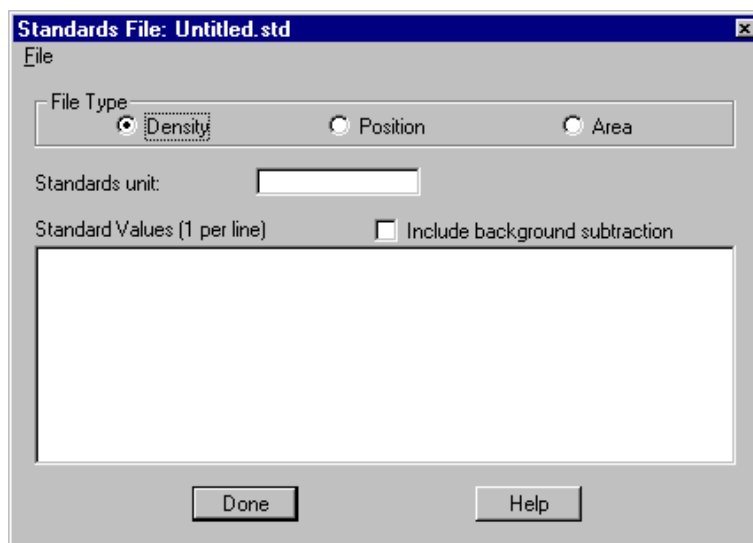 Standards File: Untitled.std
File
File Type
Density Position Area
Standards unit:
Standard Values (1 per line) Include background subtraction
Done Help